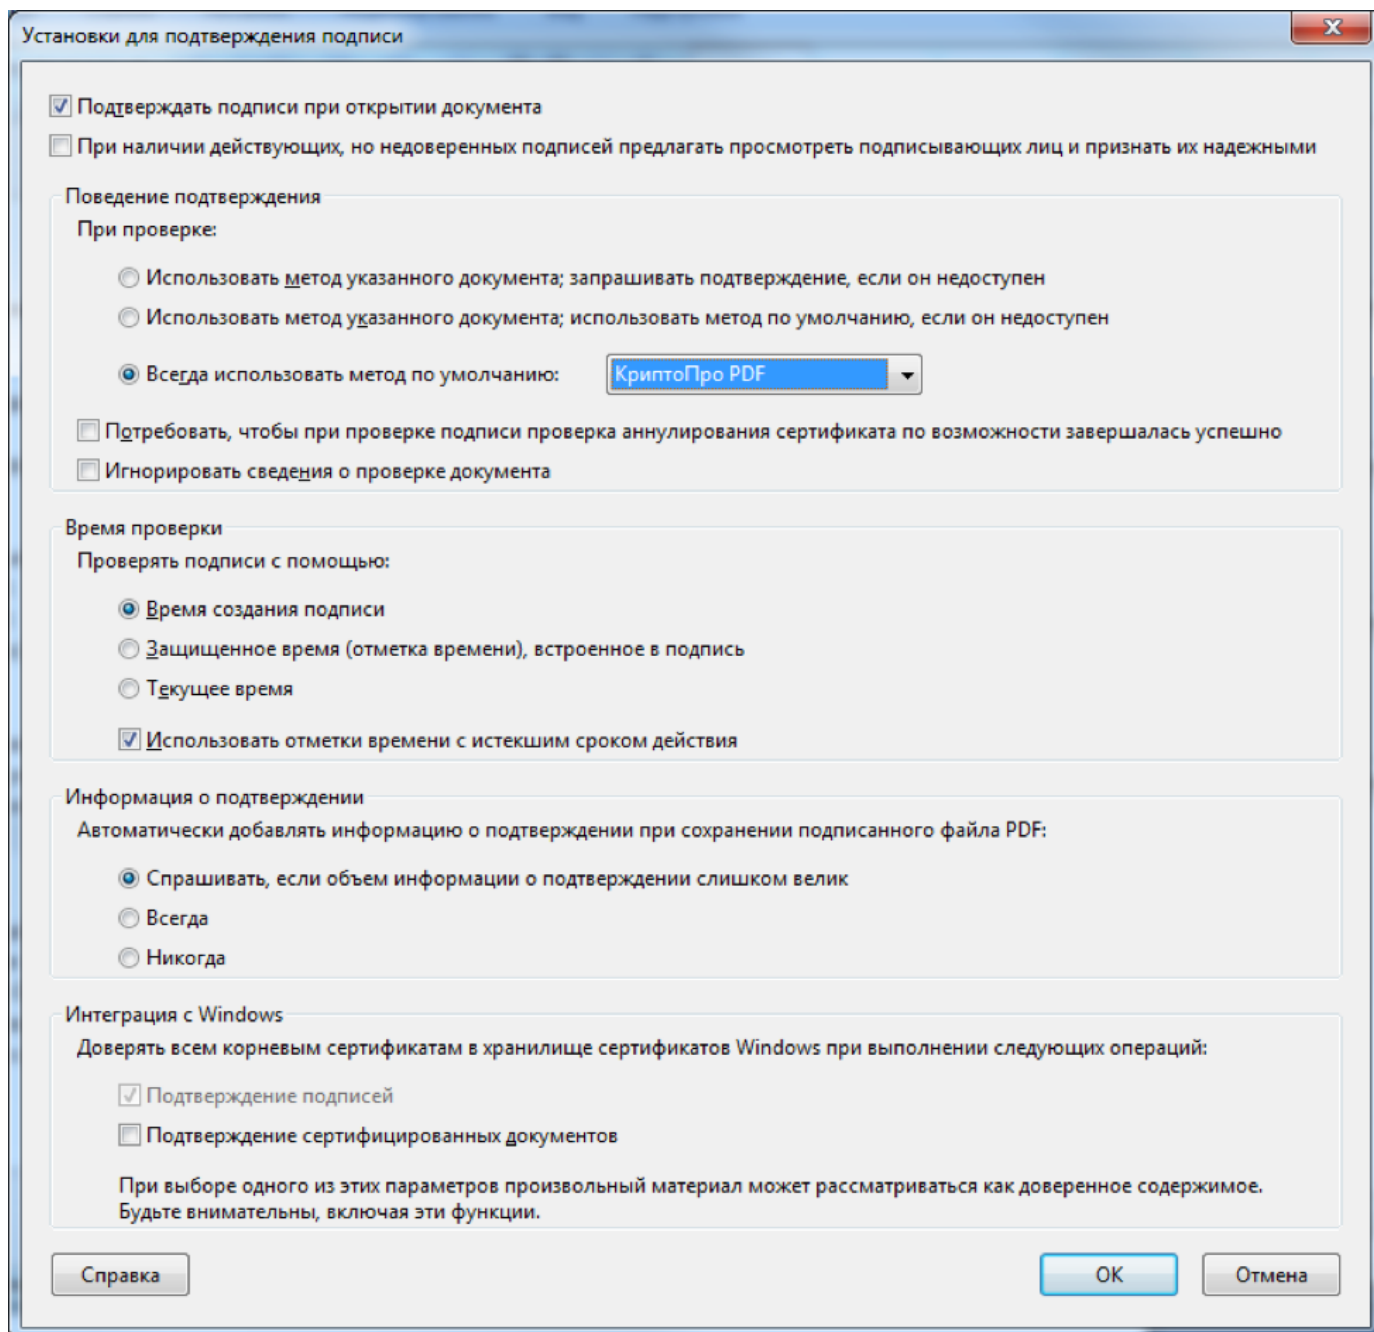 Установки для подтверждения подписи
Подтверждать подписи при открытии документа
При наличии действующих, но недоверенных подписей предлагать просмотреть подписывающих лиц и признать их надежными
Поведение подтверждения
При проверке:
Использовать метод указанного документа; запрашивать подтверждение, если он недоступен
Использовать метод указанного документа; использовать метод по умолчанию, если он недоступен
Всегда использовать метод по умолчанию: КриптоПро PDF
Потребовать, чтобы при проверке подписи проверка аннулирования сертификата по возможности завершалась успешно
Игнорировать сведения о проверке документа
Время проверки
Проверять подписи с помощью:
Время создания подписи
Защищенное время (отметка времени), встроенное в подпись
Текущее время
Использовать отметки времени с истекшим сроком действия
Информация о подтверждении
Автоматически добавлять информацию о подтверждении при сохранении подписанного файла PDF:
Спрашивать, если объем информации о подтверждении слишком велик
Всегда
Никогда
Интеграция с Windows
Доверять всем корневым сертификатам в хранилище сертификатов Windows при выполнении следующих операций:
Подтверждение подписей
Подтверждение сертифицированных документов
При выборе одного из этих параметров произвольный материал может рассматриваться как доверенное содержимое.
Будьте внимательны, включая эти функции.
Справка OK Отмена